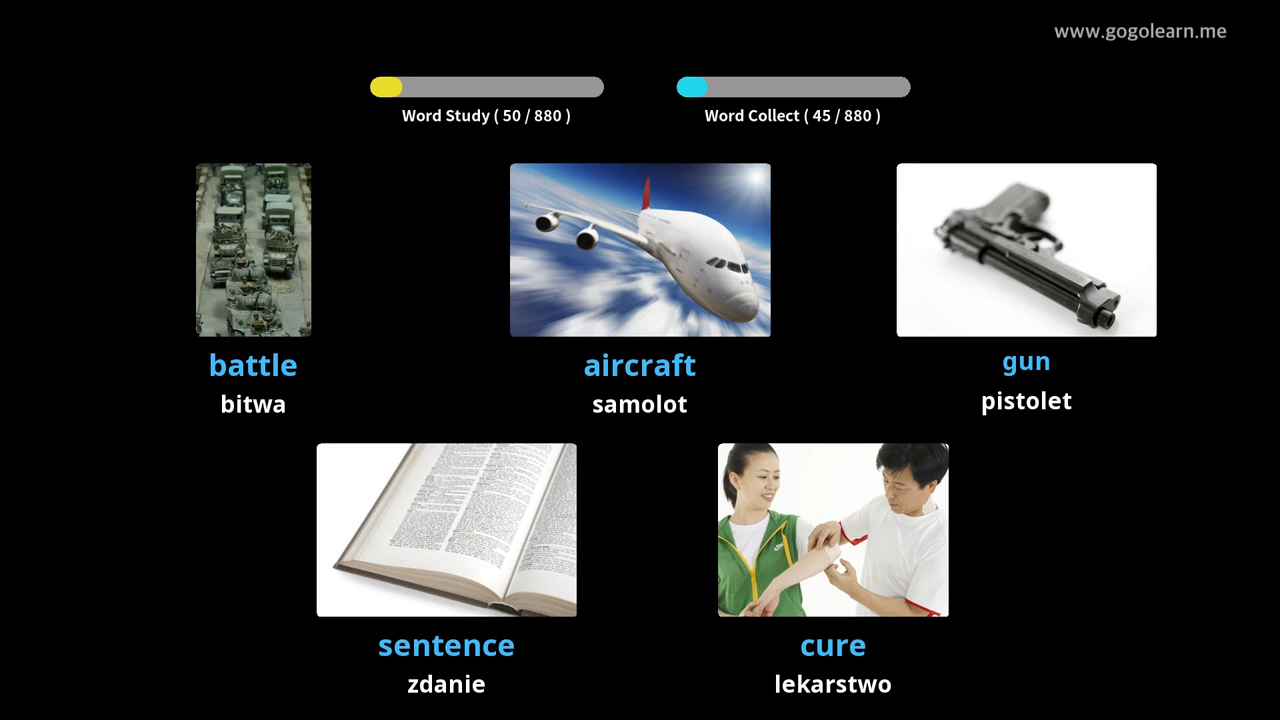 www.gogolearn.me
Word Study ( 50 / 880 )
Word Collect ( 45 / 880 )
battle
bitwa
aircraft
samolot
gun
pistolet
sentence
zdanie
cure
lekarstwo